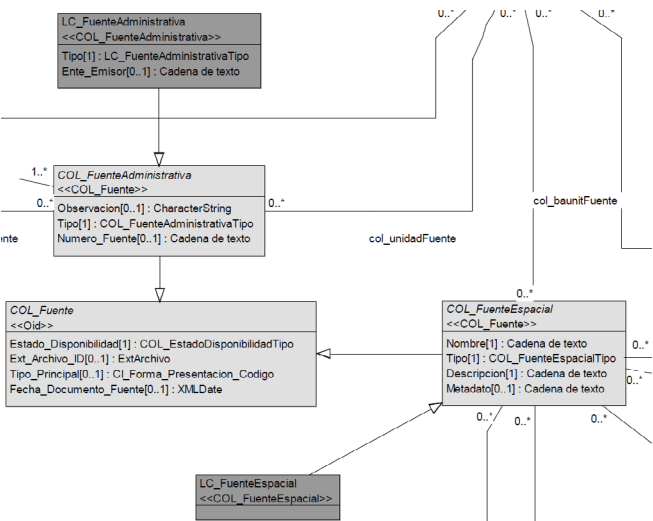 LC_FuenteAdministrativa
<<COL_FuenteAdministrativa>>
Tipo[1] : LC_FuenteAdministrativaTipo
Ente_Emisor[0..1] : Cadena de texto
0..*
0..*
0..*
0..*
1..*
0..*
COL_FuenteAdministrativa
<<COL_Fuente>>
Observacion[0..1] : CharacterString
Tipo[1] : COL_FuenteAdministrativaTipo
Numero_Fuente[0..1] : Cadena de texto
0..*
col_baunitFuente
ente
col_unidadFuente
COL_Fuente
<<Oid>>
Estado_Disponibilidad[1] : COL_EstadoDisponibilidadTipo
Ext_Archivo_ID[0..1] : ExtArchivo
Tipo_Principal[0..1] : CI_Forma_Presentacion_Codigo
Fecha_Documento_Fuente[0..1] : XMLDate
0..*
COL_FuenteEspacial
<<COL_Fuente>>
Nombre[1] : Cadena de texto
Tipo[1] : COL_FuenteEspacialTipo
Descripcion[1] : Cadena de texto
Metadato[0..1] : Cadena de texto
0..*
0..*
0..*
0..*
0..*
LC_FuenteEspacial
<<COL_FuenteEspacial>>